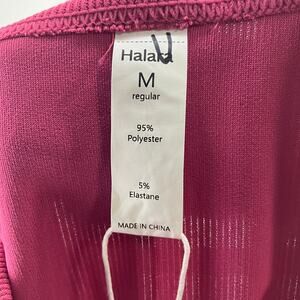 Halara
M
regular
95%
Polyester
5%
Elastane
MADE IN CHINA